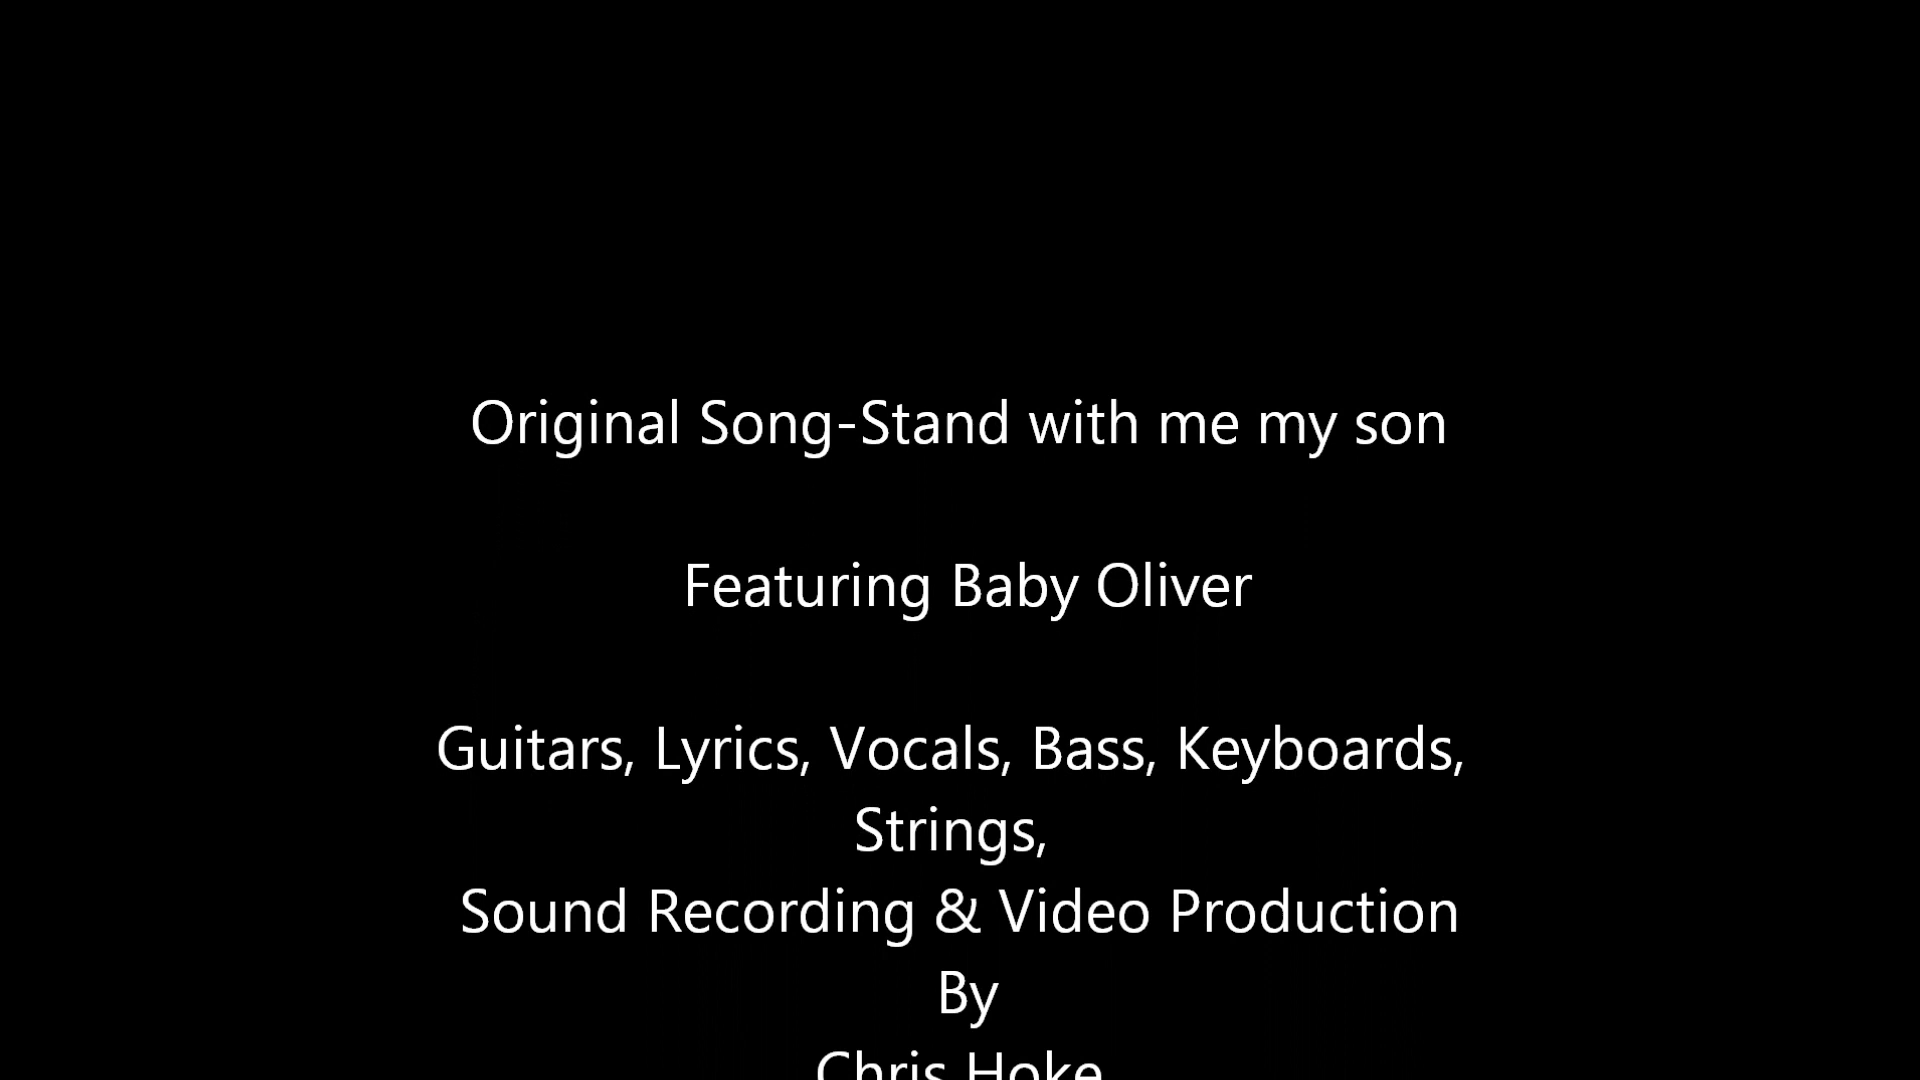 Original Song-Stand with me my son
Featuring Baby Oliver
Guitars, Lyrics, Vocals, Bass, Keyboards,
Strings,
Sound Recording & Video Production
By
Chris Hoke